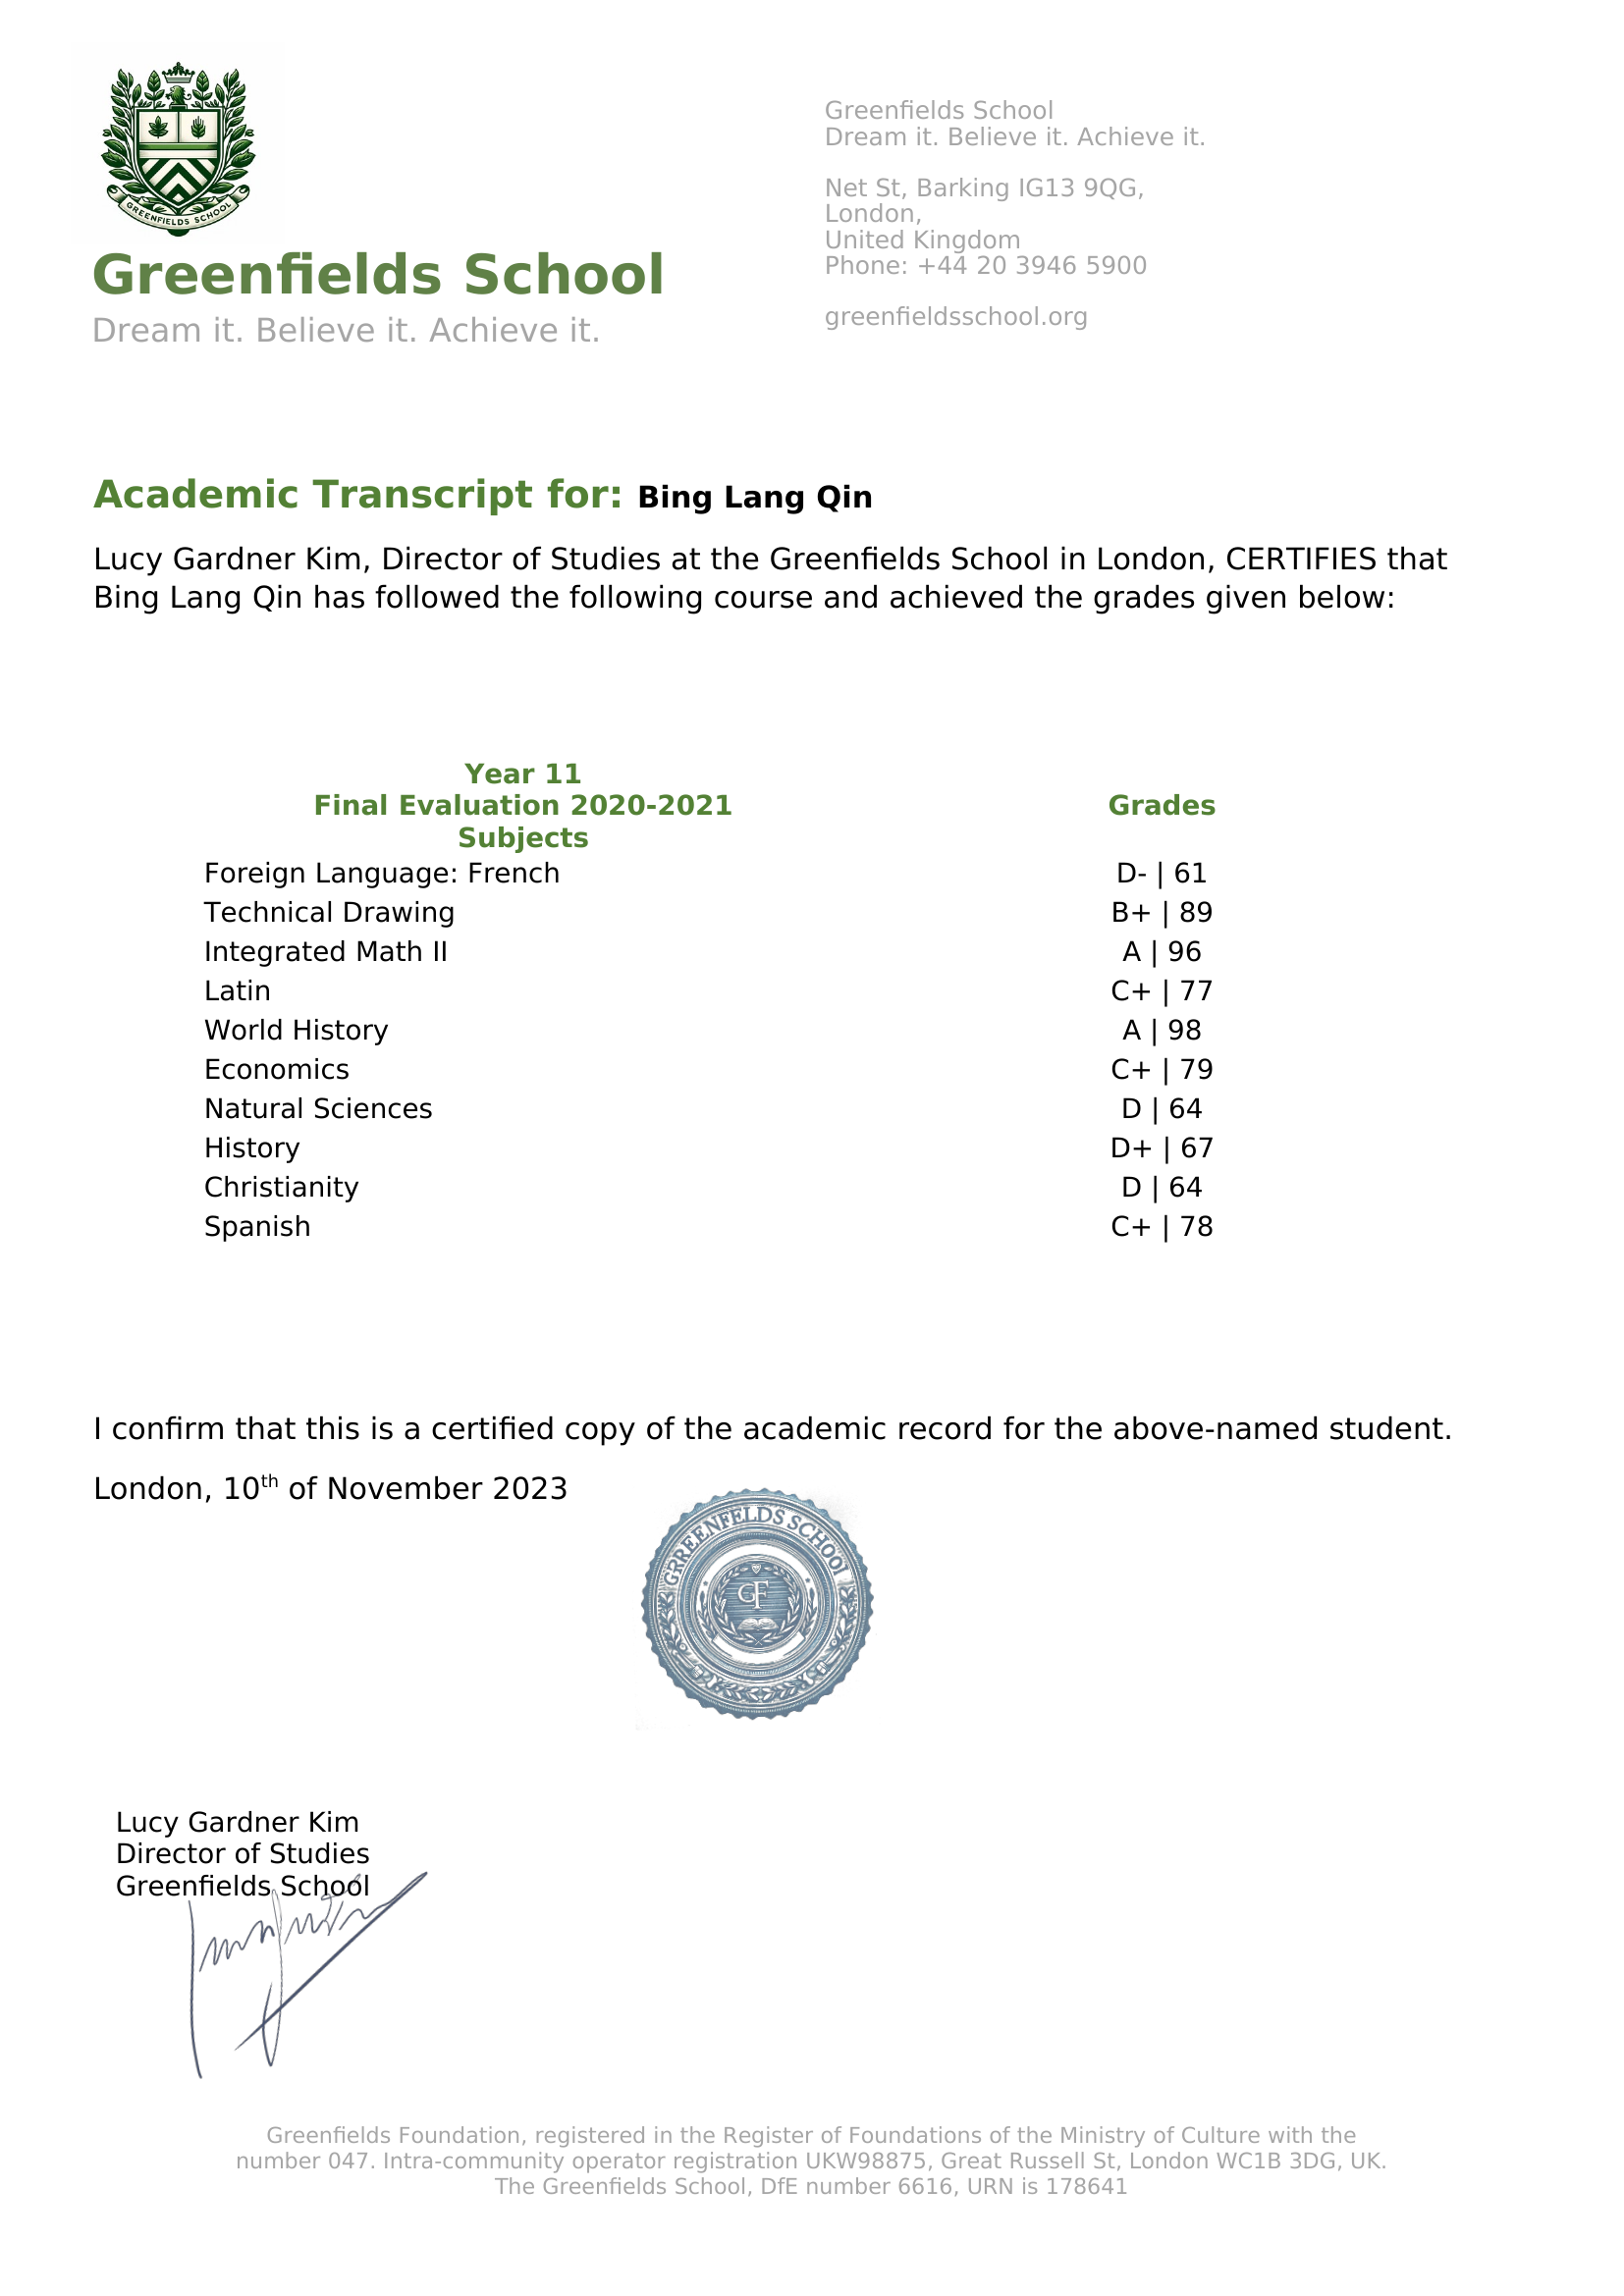 GREENFIELDS SCHOOL
Greenfields School
Dream it. Believe it. Achieve it.
Greenfields School
Dream it. Believe it. Achieve it.
Net St, Barking IG13 9QG,
London,
United Kingdom
Phone: +44 20 3946 5900
greenfieldsschool.org
Academic Transcript for: Bing Lang Qin
Lucy Gardner Kim, Director of Studies at the Greenfields School in London, CERTIFIES that
Bing Lang Qin has followed the following course and achieved the grades given below:
Year 11
Final Evaluation 2020-2021 Grades
Subjects
Foreign Language: French D- | 61
Technical Drawing B+ | 89
Integrated Math II A | 96
Latin C+ | 77
World History A | 98
Economics C+ | 79
Natural Sciences D | 64
History D+ | 67
Christianity D | 64
Spanish C+ | 78
I confirm that this is a certified copy of the academic record for the above-named student.
London, 10th of November 2023
GRREENFELDS SCHOOL
GF
Lucy Gardner Kim
Director of Studies
Greenfields School
Greenfields Foundation, registered in the Register of Foundations of the Ministry of Culture with the
number 047. Intra-community operator registration UKW98875, Great Russell St, London WC1B 3DG, UK.
The Greenfields School, DfE number 6616, URN is 178641